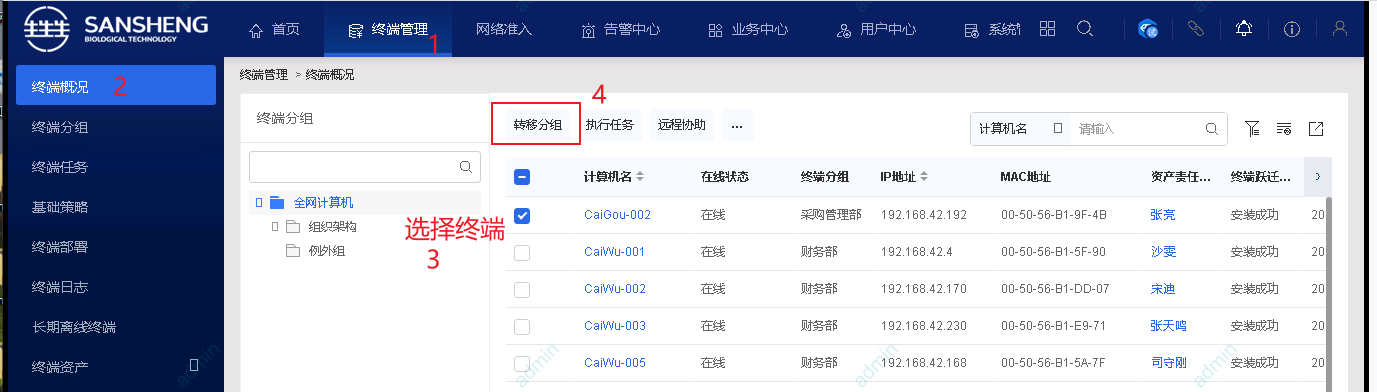 SANSHENG
BIOLOGICAL TECHNOLOGY
首页
终端管理
网络准入
告警中心
业务中心
用户中心
1
终端概况 2
终端分组
终端任务
基础策略
终端部署
终端日志
长期离线终端
终端资产
终端管理 > 终端概况
终端分组
全网计算机
组织架构
例外组
选择终端
3
4
转移分组 执行任务 远程协助 ...
计算机名 请输入
计算机名 在线状态 终端分组 IP地址 MAC地址 资产责任... 终端跃迁...
CaiGou-002 在线 采购管理部 192.168.42.192 00-50-56-B1-9F-4B 张亮 安装成功 20
CaiWu-001 在线 财务部 192.168.42.4 00-50-56-B1-5F-90 沙雯 安装成功 20
CaiWu-002 在线 财务部 192.168.42.170 00-50-56-B1-DD-07 宋迪 安装成功 20
CaiWu-003 在线 财务部 192.168.42.230 00-50-56-B1-E9-71 张天鸣 安装成功 20
CaiWu-005 在线 财务部 192.168.42.168 00-50-56-B1-5A-7F 司守刚 安装成功 20
admin
admin
admin